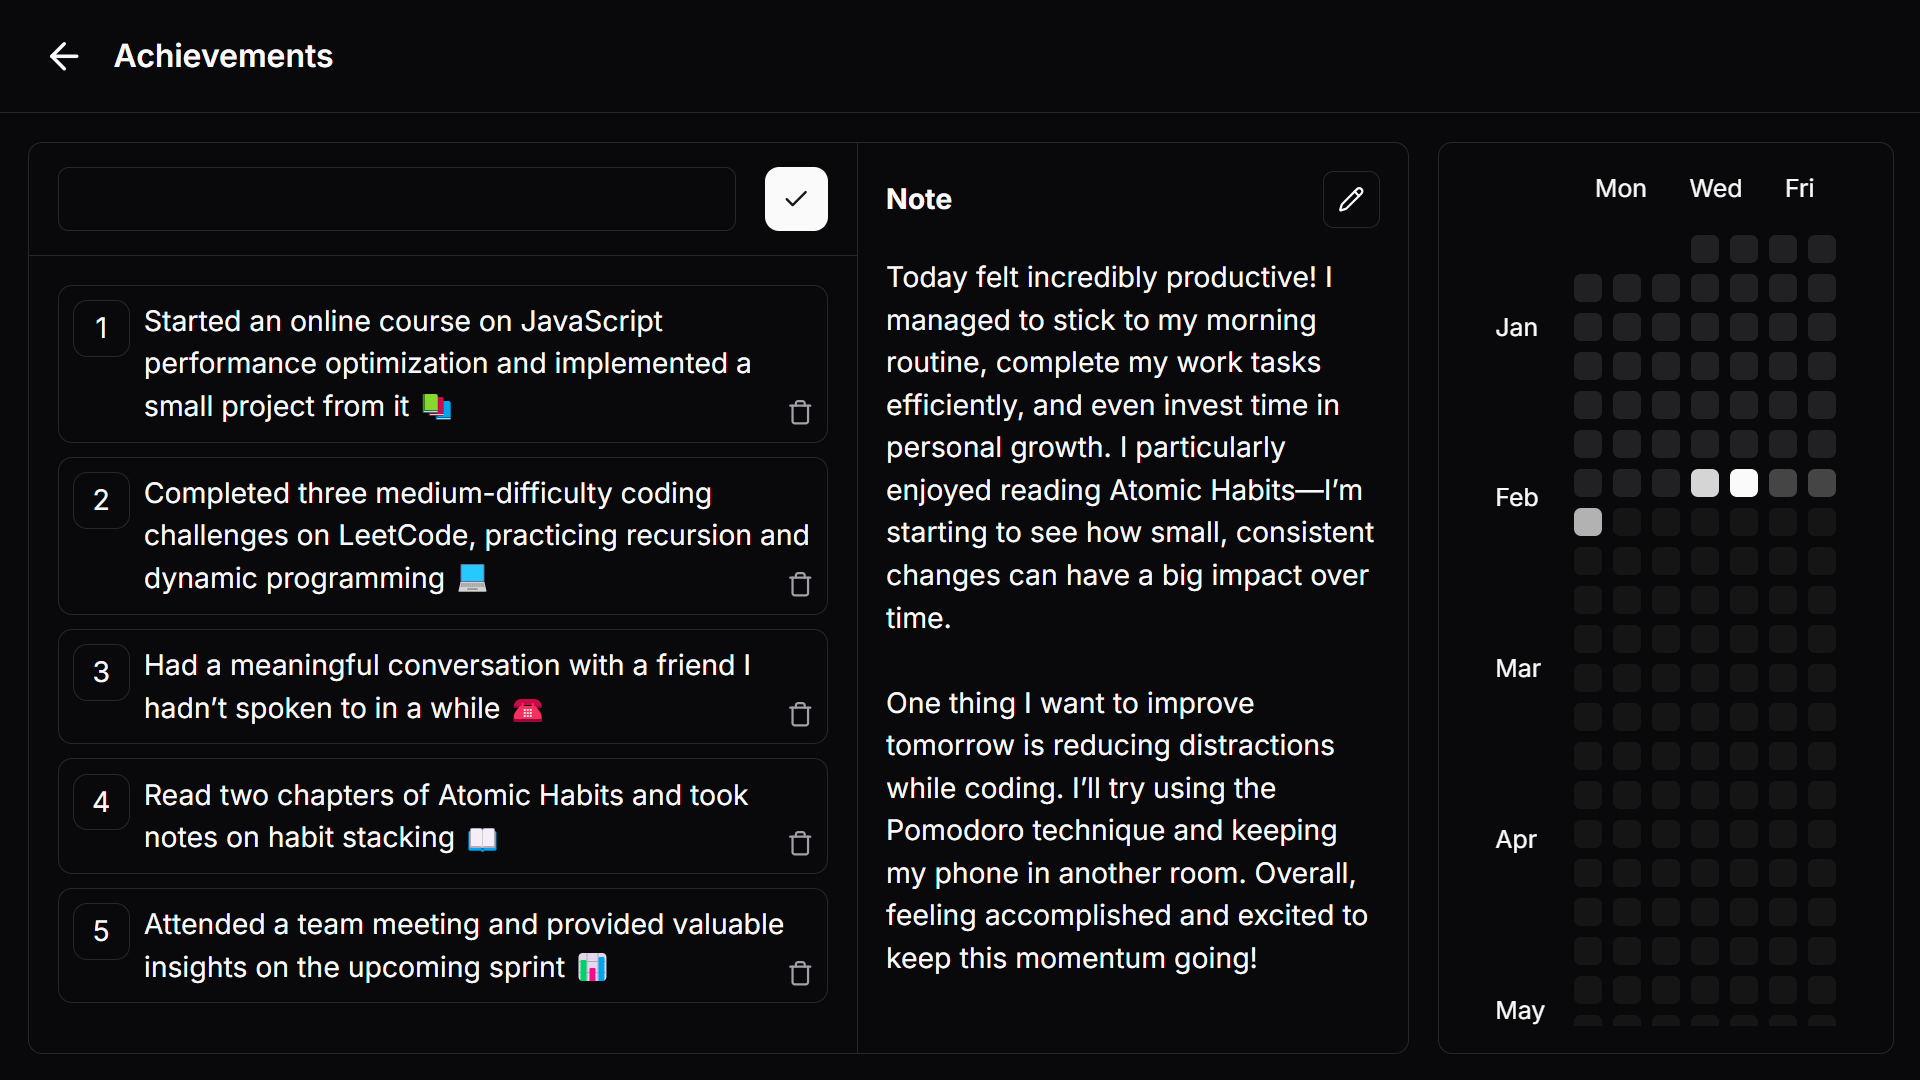 Achievements
1
Started an online course on JavaScript
performance optimization and implemented a
small project from it 📚
2
Completed three medium-difficulty coding
challenges on LeetCode, practicing recursion and
dynamic programming 💻
3
Had a meaningful conversation with a friend I
hadn’t spoken to in a while ☎️
4
Read two chapters of Atomic Habits and took
notes on habit stacking 📖
5
Attended a team meeting and provided valuable
insights on the upcoming sprint 📊
Note
Today felt incredibly productive! I
managed to stick to my morning
routine, complete my work tasks
efficiently, and even invest time in
personal growth. I particularly
enjoyed reading Atomic Habits—I’m
starting to see how small, consistent
changes can have a big impact over
time.
One thing I want to improve
tomorrow is reducing distractions
while coding. I’ll try using the
Pomodoro technique and keeping
my phone in another room. Overall,
feeling accomplished and excited to
keep this momentum going!
Mon Wed Fri
Jan
Feb
Mar
Apr
May